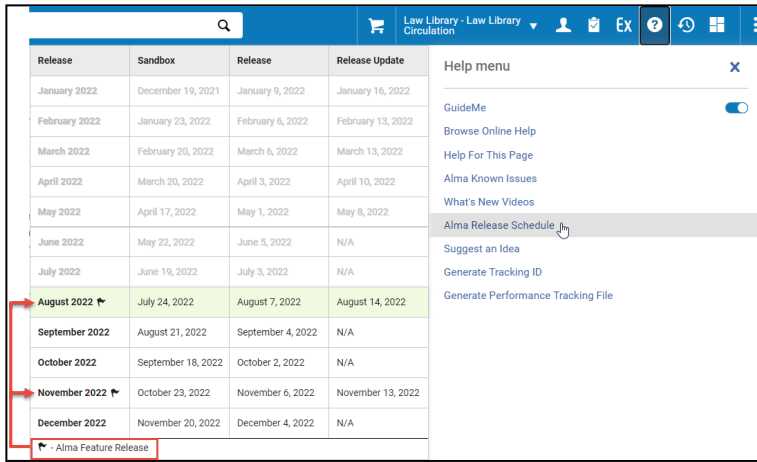 Law Library - Law Library
Circulation
Ex
?
Release Sandbox Release Release Update
January 2022 December 19, 2021 January 9, 2022 January 16, 2022
February 2022 January 23, 2022 February 6, 2022 February 13, 2022
March 2022 February 20, 2022 March 6, 2022 March 13, 2022
April 2022 March 20, 2022 April 3, 2022 April 10, 2022
May 2022 April 17, 2022 May 1, 2022 May 8, 2022
June 2022 May 22, 2022 June 5, 2022 N/A
July 2022 June 19, 2022 July 3, 2022 N/A
August 2022 July 24, 2022 August 7, 2022 August 14, 2022
September 2022 August 21, 2022 September 4, 2022 N/A
October 2022 September 18, 2022 October 2, 2022 N/A
November 2022 October 23, 2022 November 6, 2022 November 13, 2022
December 2022 November 20, 2022 December 4, 2022 N/A
- Alma Feature Release
Help menu
GuideMe
Browse Online Help
Help For This Page
Alma Known Issues
What's New Videos
Alma Release Schedule
Suggest an Idea
Generate Tracking ID
Generate Performance Tracking File